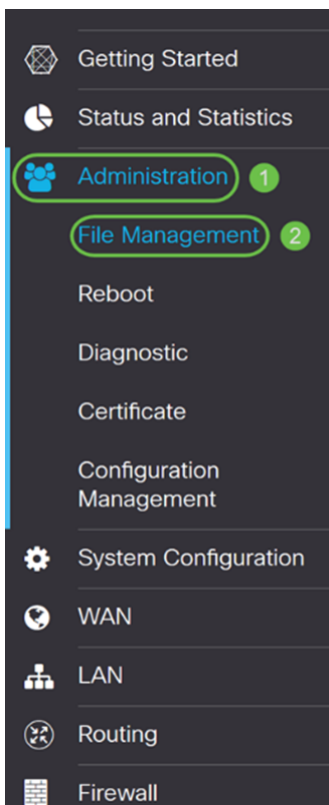 Getting Started
Status and Statistics
Administration 1
File Management 2
Reboot
Diagnostic
Certificate
Configuration
Management
System Configuration
WAN
LAN
Routing
Firewall